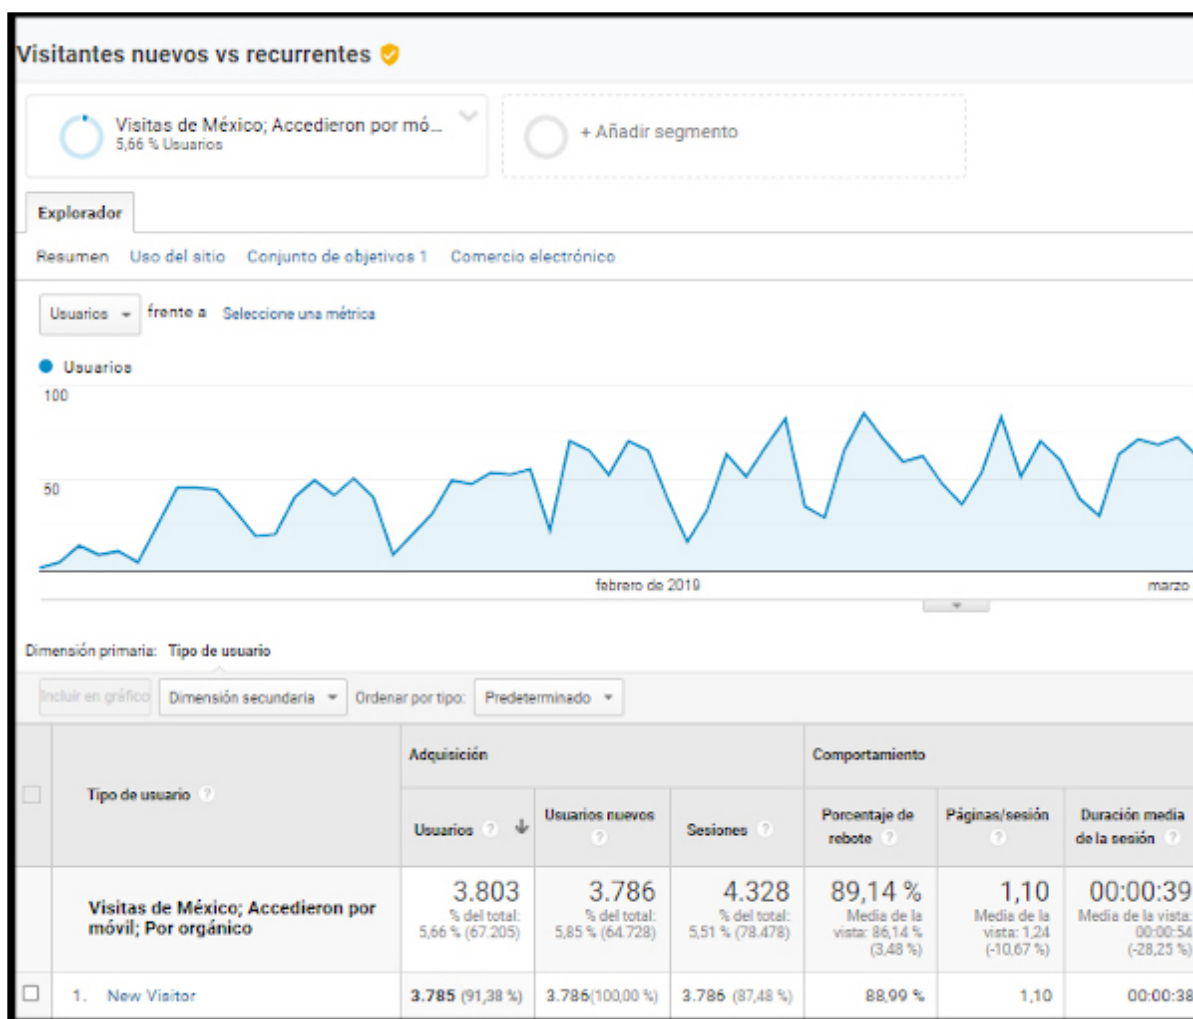 Visitantes nuevos vs recurrentes
Visitas de México; Accedieron por mó...
5,66 % Usuarios
+ Añadir segmento
Explorador
Resumen Uso del sitio Conjunto de objetivos 1 Comercio electrónico
Usuarios frente a Seleccione una métrica
Usuarios
100
50
febrero de 2019
marzo
Dimensión primaria: Tipo de usuario
Incluir en gráfico Dimensión secundaria Ordenar por tipo: Predeterminado
Adquisición Comportamiento
Tipo de usuario ?
Usuarios ? Usuarios nuevos ? Sesiones ? Porcentaje de rebote ? Páginas/sesión ? Duración media de la sesión ?
Visitas de México; Accedieron por
móvil; Por orgánico
3.803 3.786 4.328 89,14 % 1,10 00:00:39
% del total: % del total: % del total: Media de la Media de la Media de la vista:
5,66 % (67.205) 5,85 % (64.728) 5,51 % (78.478) vista: 86,14 % vista: 1,24 00:00:54
(3,48 %) (-10,67 %) (-28,25 %)
1. New Visitor 3.785 (91,38 %) 3.786(100,00 %) 3.786 (87,48 %) 88,99 % 1,10 00:00:38